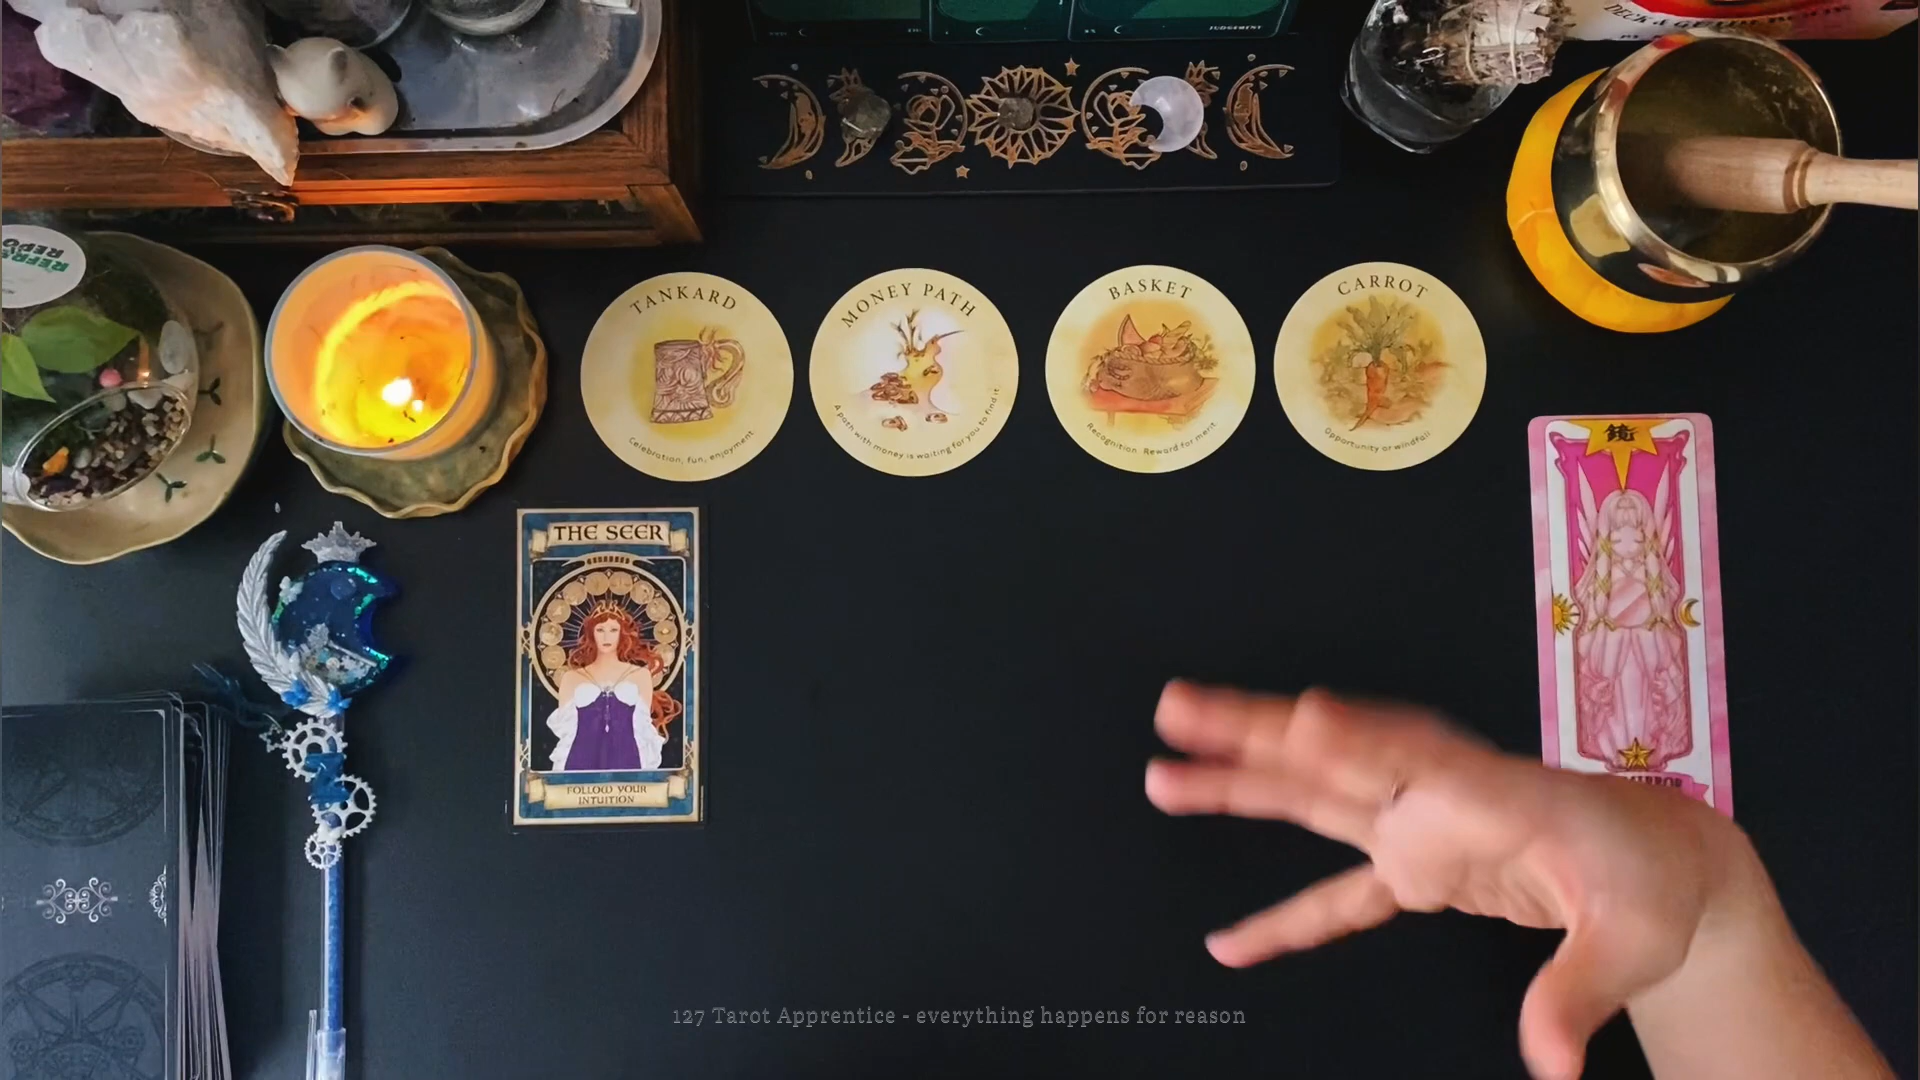 JUDGEMENT
REFRS
REPO
TANKARD
Celebration, fun, enjoyment
MONEY PATH
A path with money is waiting for you to find it
BASKET
Recognition. Reward for merit.
CARROT
Opportunity or windfall
鏡
THE SEER
FOLLOW YOUR
INTUITION
127 Tarot Apprentice - everything happens for reason